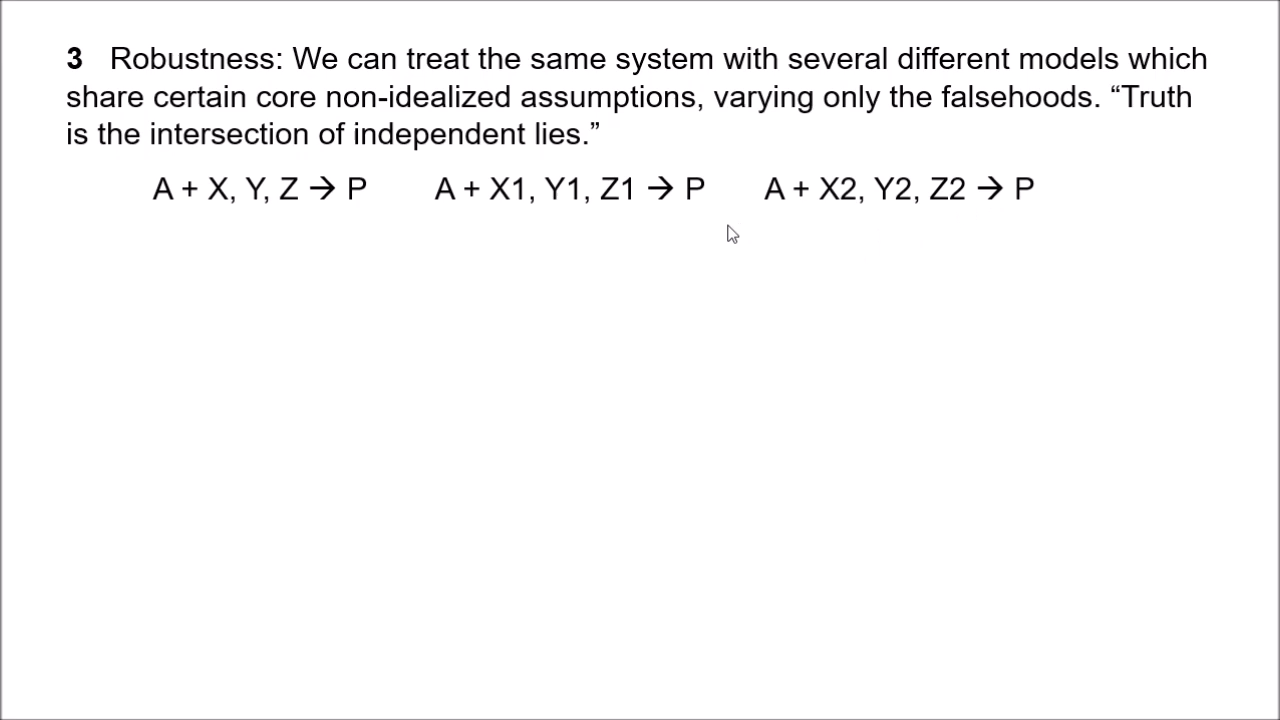 3 Robustness: We can treat the same system with several different models which
share certain core non-idealized assumptions, varying only the falsehoods. “Truth
is the intersection of independent lies.”
A + X, Y, Z → P A + X1, Y1, Z1 → P A + X2, Y2, Z2 → P